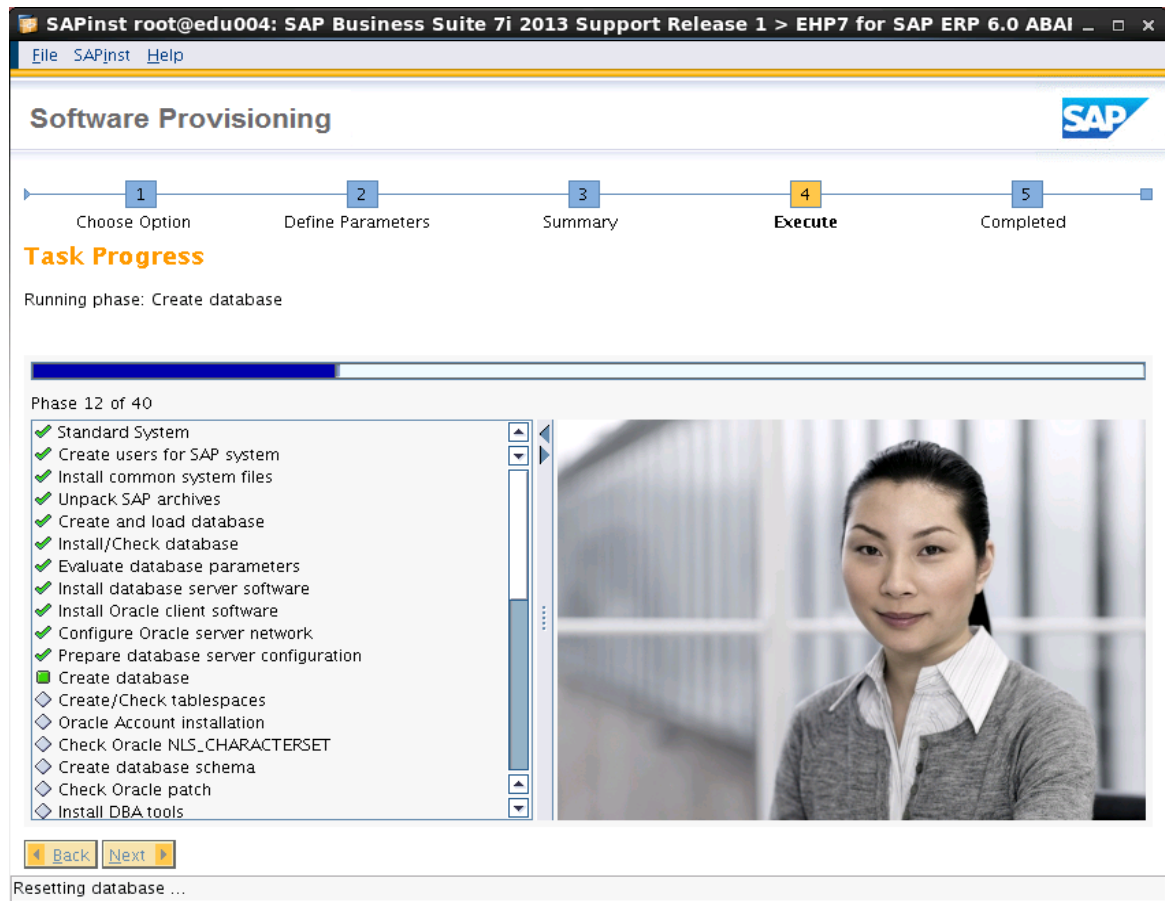 SAPinst root@edu004: SAP Business Suite 7i 2013 Support Release 1 > EHP7 for SAP ERP 6.0 ABAI
File SAPinst Help
Software Provisioning
SAP
1 2 3 4 5
Choose Option Define Parameters Summary Execute Completed
Task Progress
Running phase: Create database
Phase 12 of 40
Standard System
Create users for SAP system
Install common system files
Unpack SAP archives
Create and load database
Install/Check database
Evaluate database parameters
Install database server software
Install Oracle client software
Configure Oracle server network
Prepare database server configuration
Create database
Create/Check tablespaces
Oracle Account installation
Check Oracle NLS_CHARACTERSET
Create database schema
Check Oracle patch
Install DBA tools
Back Next
Resetting database ...